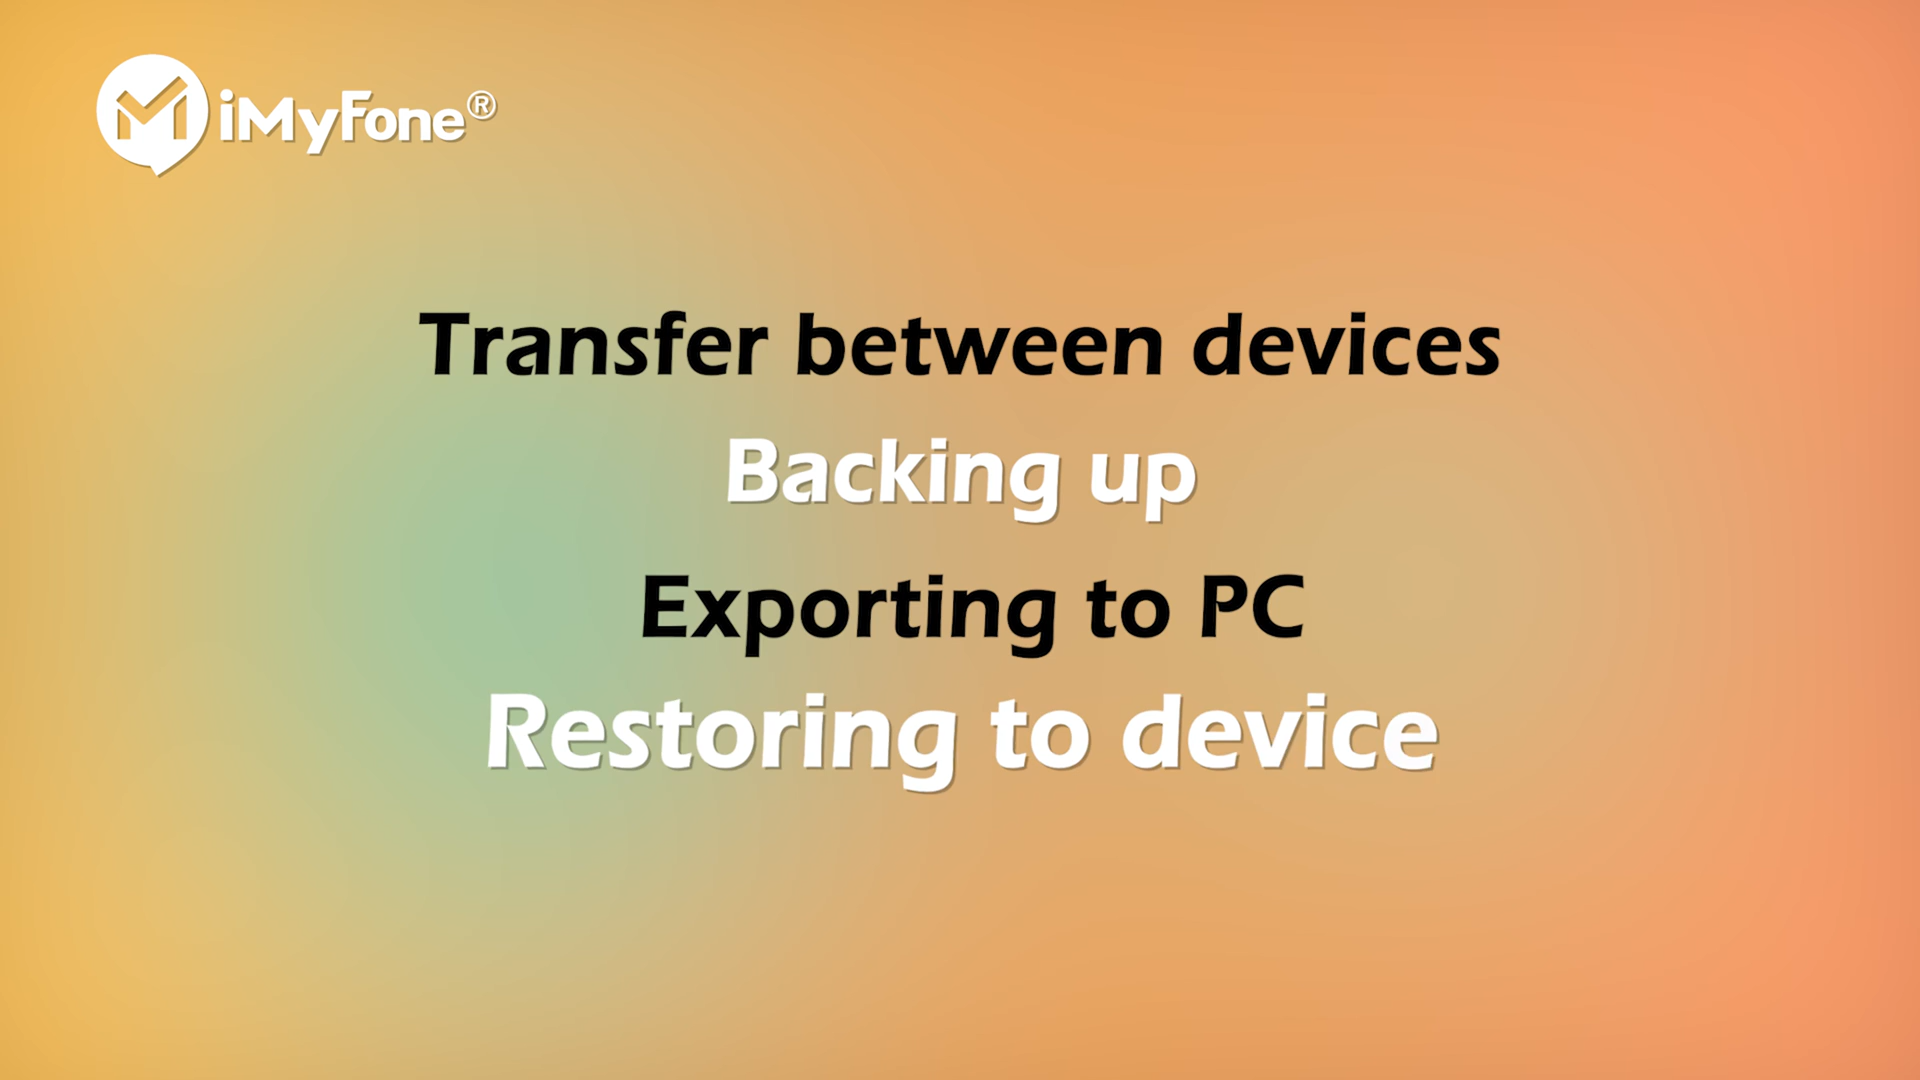 iMyFone®
Transfer between devices
Backing up
Exporting to PC
Restoring to device